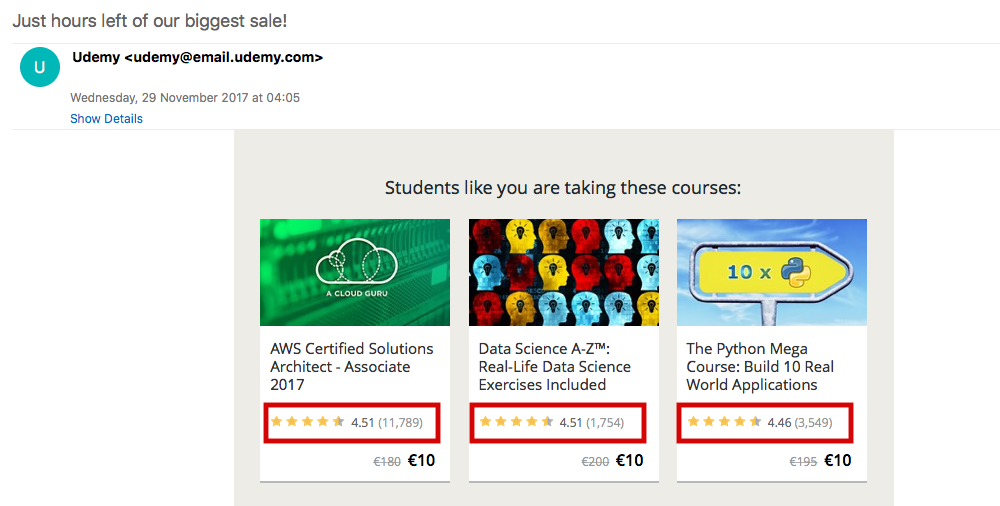 Just hours left of our biggest sale!
U
Udemy <udemy@email.udemy.com>
Wednesday, 29 November 2017 at 04:05
Show Details
Students like you are taking these courses:
A CLOUD GURU
10 x
AWS Certified Solutions
Architect - Associate
2017
4.51 (11,789)
€180 €10
Data Science A-Z™:
Real-Life Data Science
Exercises Included
4.51 (1,754)
€200 €10
The Python Mega
Course: Build 10 Real
World Applications
4.46 (3,549)
€195 €10